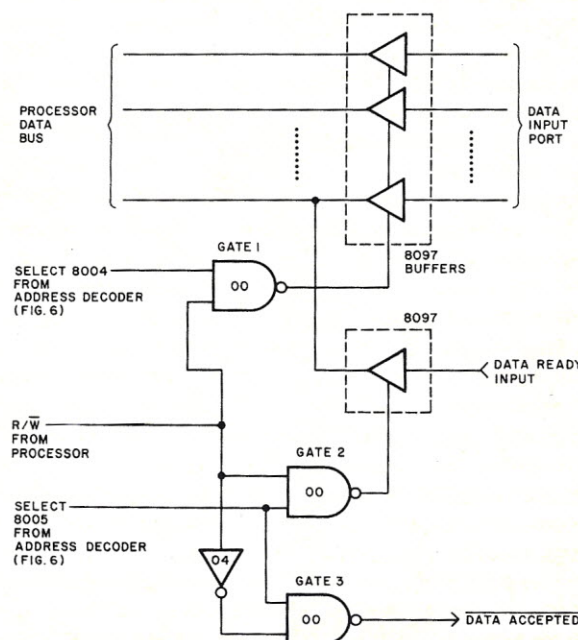 PROCESSOR
DATA
BUS
DATA
INPUT
PORT
8097
BUFFERS
GATE 1
SELECT 8004
FROM
ADDRESS DECODER
(FIG. 6)
00
8097
DATA READY
INPUT
R/W̅
FROM
PROCESSOR
GATE 2
00
SELECT
8005
FROM
ADDRESS DECODER
(FIG. 6)
04
GATE 3
00
DATA ACCEPTED